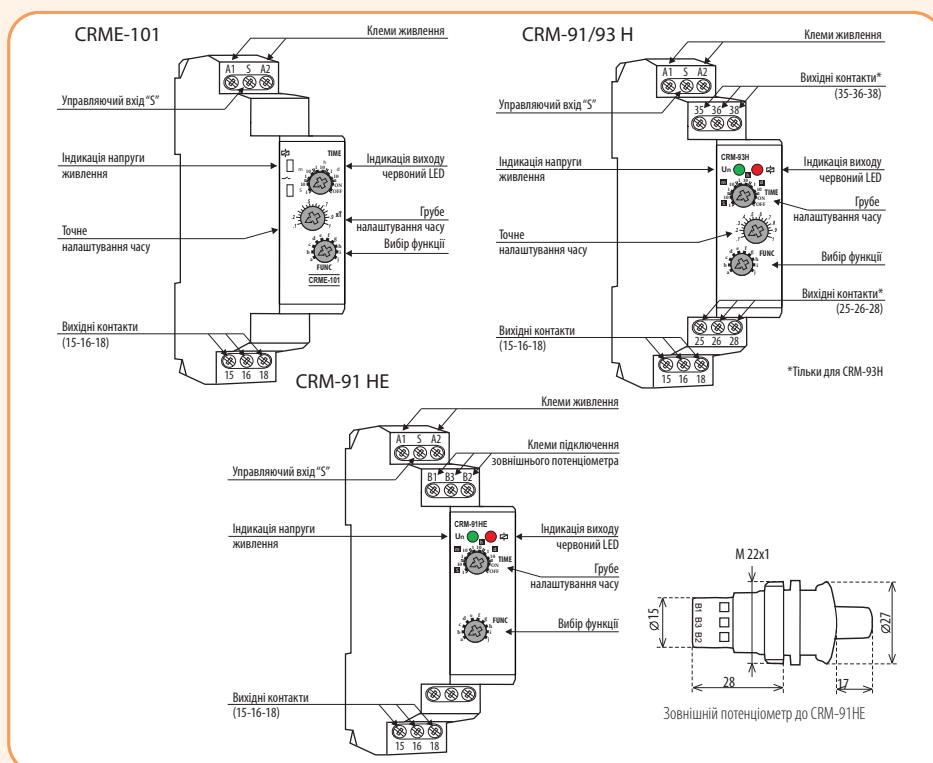 CRME-101
Клеми живлення
A1 S A2
Управляючий вхід "S"
Індикація напруги
живлення
TIME
Індикація виходу
червоний LED
xT
Грубе
налаштування часу
Точне
налаштування часу
Вибір функції
FUNC
CRME-101
Вихідні контакти
(15-16-18)
15 16 18
CRM-91/93 H
Клеми живлення
A1 S A2
Вихідні контакти*
(35-36-38)
Управляючий вхід "S"
35 36 38
CRM-93H
Un
Індикація напруги
живлення
Індикація виходу
червоний LED
TIME
Грубе
налаштування часу
Точне
налаштування часу
FUNC
Вибір функції
Вихідні контакти*
(25-26-28)
25 26 28
Вихідні контакти
(15-16-18)
15 16 18
*Тільки для CRM-93H
CRM-91 HE
Клеми живлення
A1 S A2
Клеми підключення
зовнішнього потенціометра
Управляючий вхід "S"
B1 B3 B2
CRM-91HE
Un
Індикація напруги
живлення
Індикація виходу
червоний LED
TIME
Грубе
налаштування часу
FUNC
Вибір функції
Вихідні контакти
(15-16-18)
15 16 18
M 22x1
Ø15
B1 B3 B2
Ø27
28
17
Зовнішній потенціометр до CRM-91HE